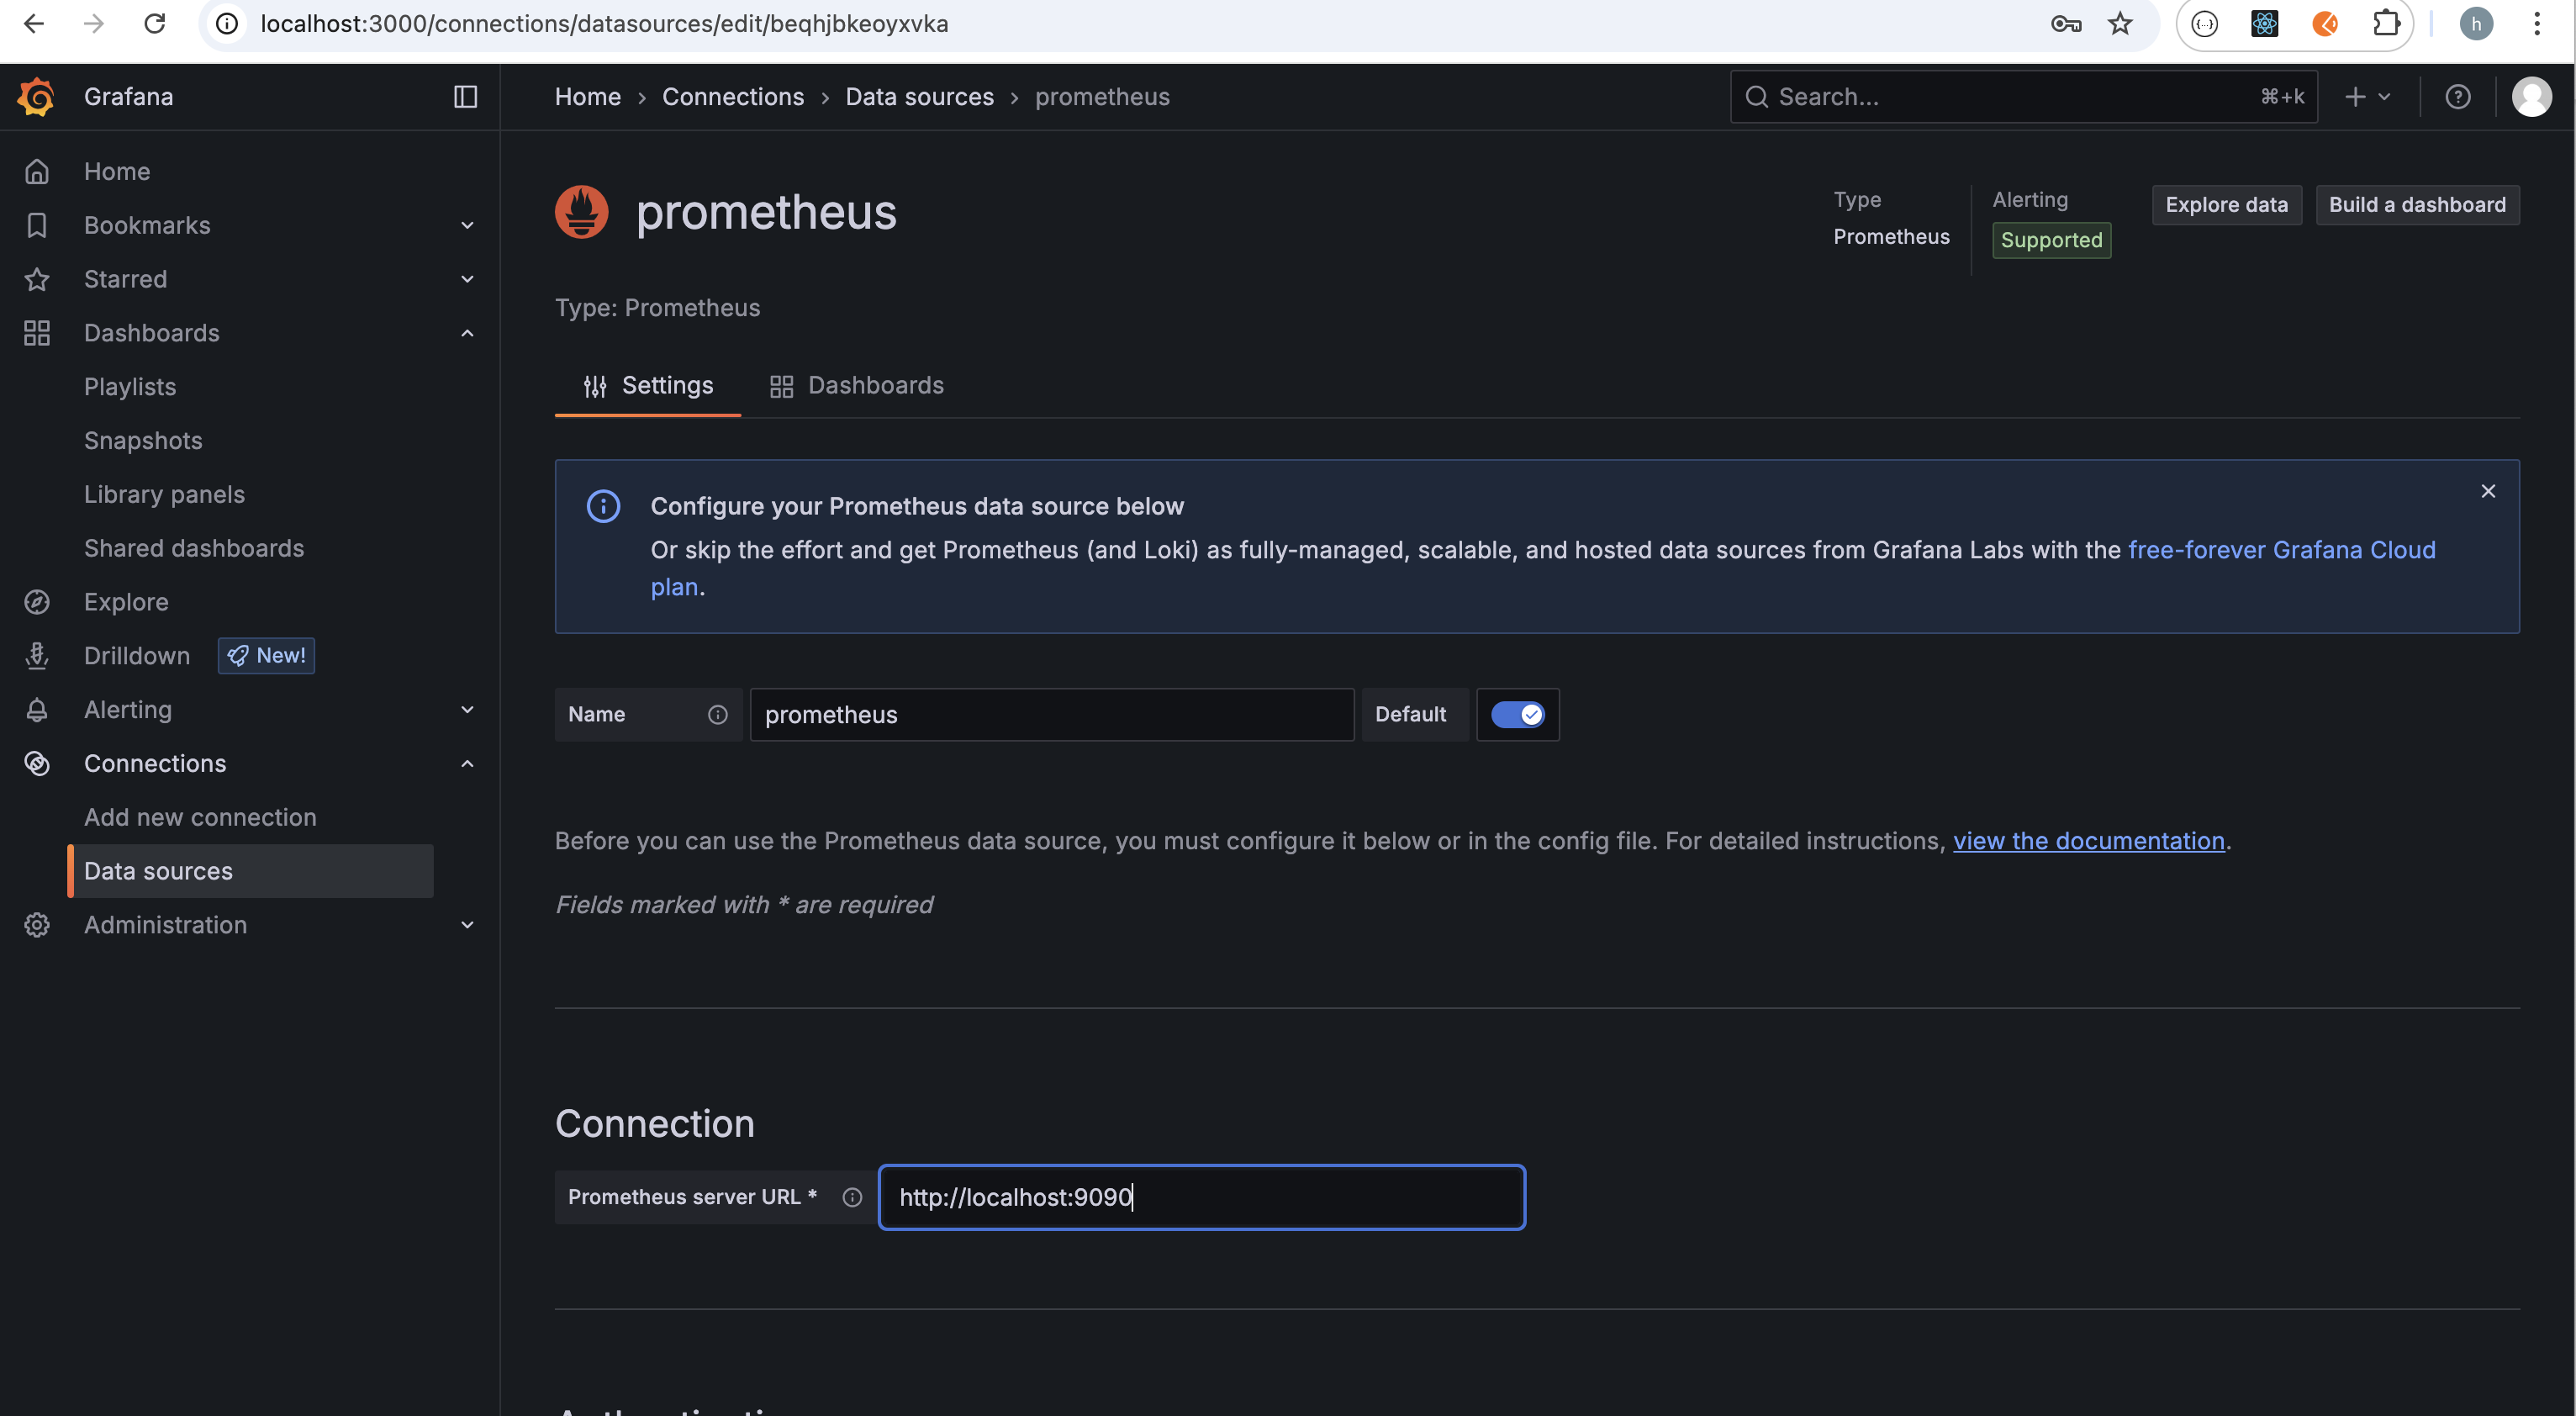 localhost:3000/connections/datasources/edit/beqhjbkeoyxvka
h
Grafana
Home › Connections › Data sources › prometheus
Search...
⌘+k
Home
Bookmarks
Starred
Dashboards
Playlists
Snapshots
Library panels
Shared dashboards
Explore
Drilldown
New!
Alerting
Connections
Add new connection
Data sources
Administration
prometheus
Type
Prometheus
Alerting
Supported
Explore data
Build a dashboard
Type: Prometheus
Settings
Dashboards
Configure your Prometheus data source below
Or skip the effort and get Prometheus (and Loki) as fully-managed, scalable, and hosted data sources from Grafana Labs with the free-forever Grafana Cloud
plan.
Name
prometheus
Default
Before you can use the Prometheus data source, you must configure it below or in the config file. For detailed instructions, view the documentation.
Fields marked with * are required
Connection
Prometheus server URL *
http://localhost:9090